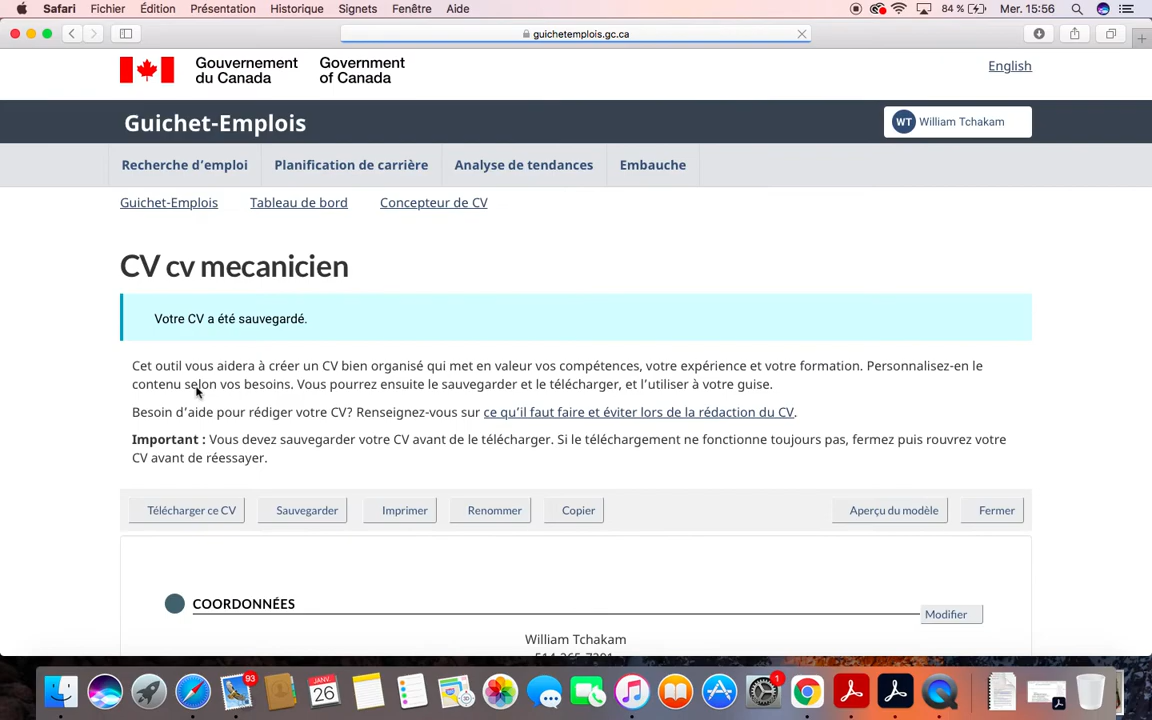 Safari Fichier Édition Présentation Historique Signets Fenêtre Aide 84 % Mer. 15:56
guichetemplois.gc.ca
Gouvernement Government
du Canada of Canada
English
Guichet-Emplois
WT William Tchakam
Recherche d'emploi Planification de carrière Analyse de tendances Embauche
Guichet-Emplois Tableau de bord Concepteur de CV
CV cv mecanicien
Votre CV a été sauvegardé.
Cet outil vous aidera à créer un CV bien organisé qui met en valeur vos compétences, votre expérience et votre formation. Personnalisez-en le
contenu selon vos besoins. Vous pourrez ensuite le sauvegarder et le télécharger, et l'utiliser à votre guise.
Besoin d'aide pour rédiger votre CV? Renseignez-vous sur ce qu'il faut faire et éviter lors de la rédaction du CV.
Important : Vous devez sauvegarder votre CV avant de le télécharger. Si le téléchargement ne fonctionne toujours pas, fermez puis rouvrez votre
CV avant de réessayer.
Télécharger ce CV Sauvegarder Imprimer Renommer Copier Aperçu du modèle Fermer
COORDONNÉES
Modifier
William Tchakam
93
JANV.
26
1